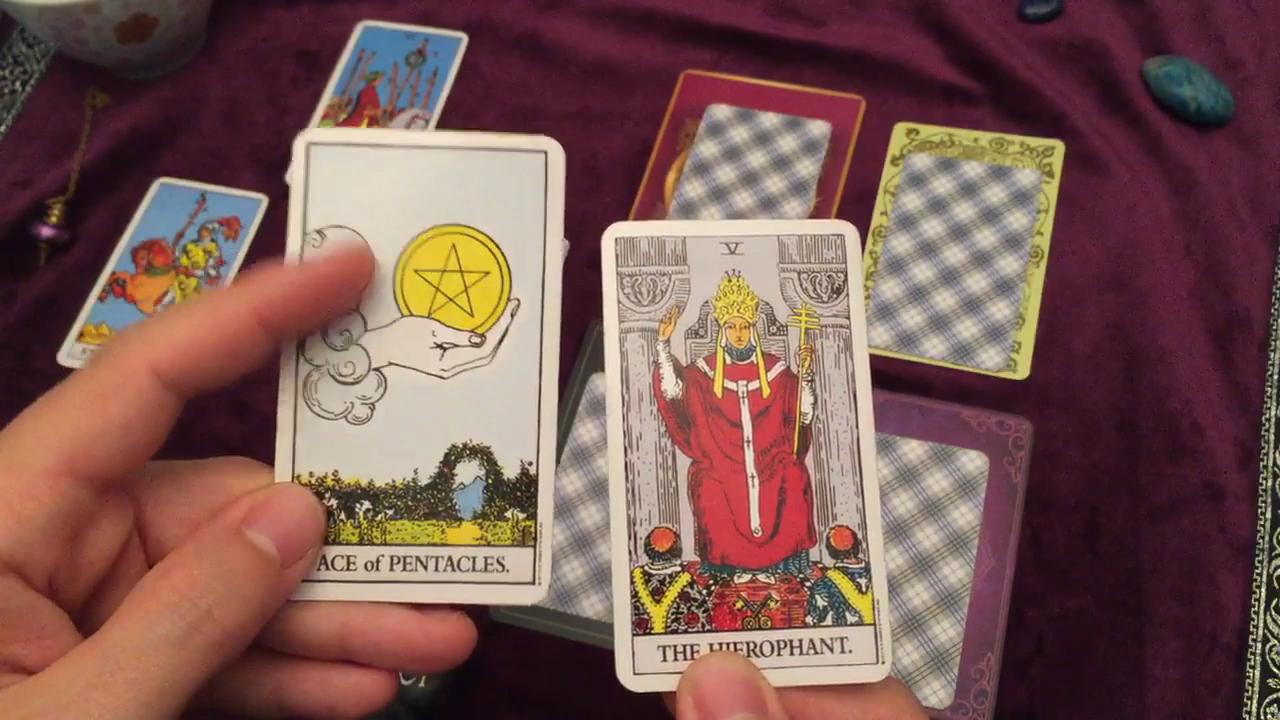 V
ACE of PENTACLES.
THE HIEROPHANT.